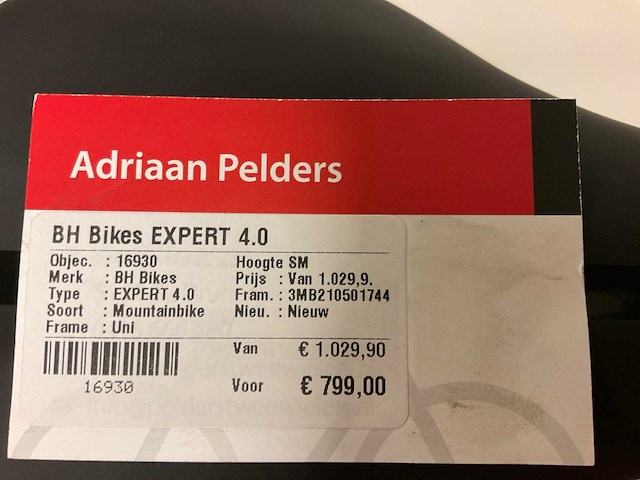 Adriaan Pelders
BH Bikes EXPERT 4.0
Objec. : 16930 Hoogte SM
Merk : BH Bikes Prijs : Van 1.029,9.
Type : EXPERT 4.0 Fram. : 3MB210501744
Soort : Mountainbike Nieu. : Nieuw
Frame : Uni
Van € 1.029,90
16930
Voor € 799,00